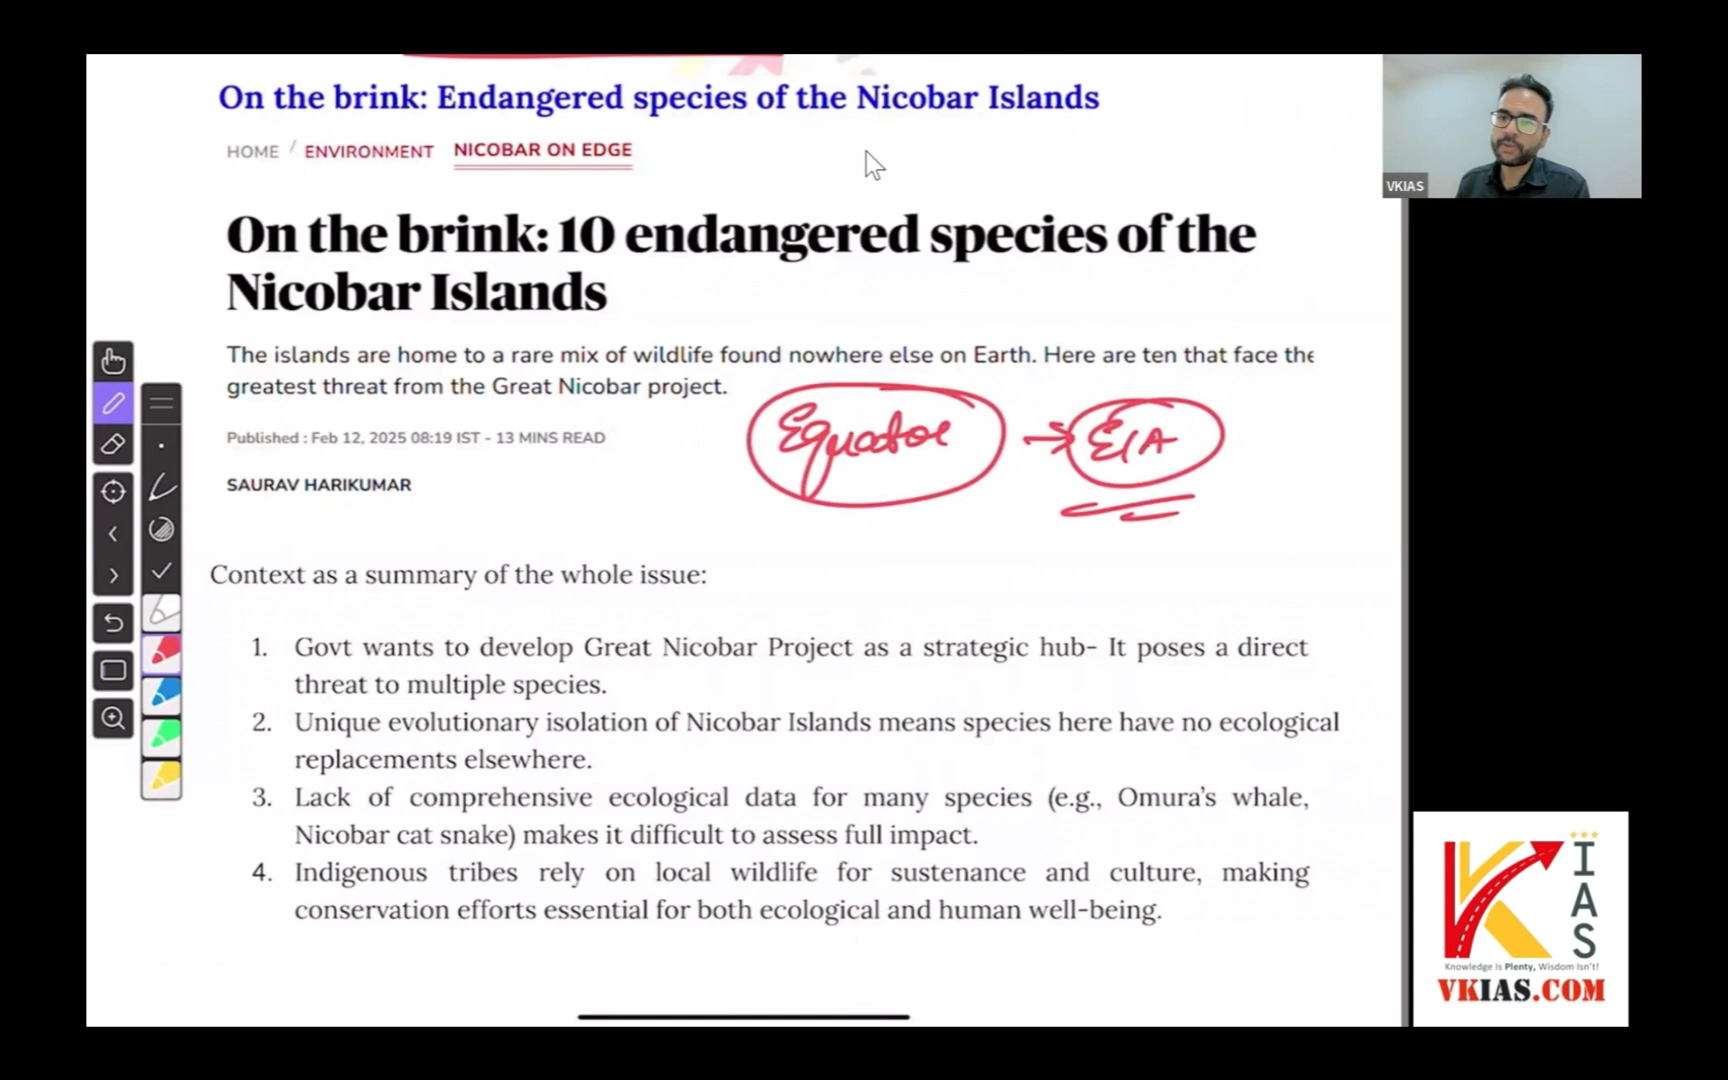 On the brink: Endangered species of the Nicobar Islands
HOME / ENVIRONMENT NICOBAR ON EDGE
VKIAS
On the brink: 10 endangered species of the
Nicobar Islands
The islands are home to a rare mix of wildlife found nowhere else on Earth. Here are ten that face the
greatest threat from the Great Nicobar project.
Equator → EIA
Published : Feb 12, 2025 08:19 IST - 13 MINS READ
SAURAV HARIKUMAR
Context as a summary of the whole issue:
1. Govt wants to develop Great Nicobar Project as a strategic hub- It poses a direct
threat to multiple species.
2. Unique evolutionary isolation of Nicobar Islands means species here have no ecological
replacements elsewhere.
3. Lack of comprehensive ecological data for many species (e.g., Omura's whale,
Nicobar cat snake) makes it difficult to assess full impact.
4. Indigenous tribes rely on local wildlife for sustenance and culture, making
conservation efforts essential for both ecological and human well-being.
K IAS
Knowledge Is Plenty, Wisdom Isn't!
VKIAS.COM